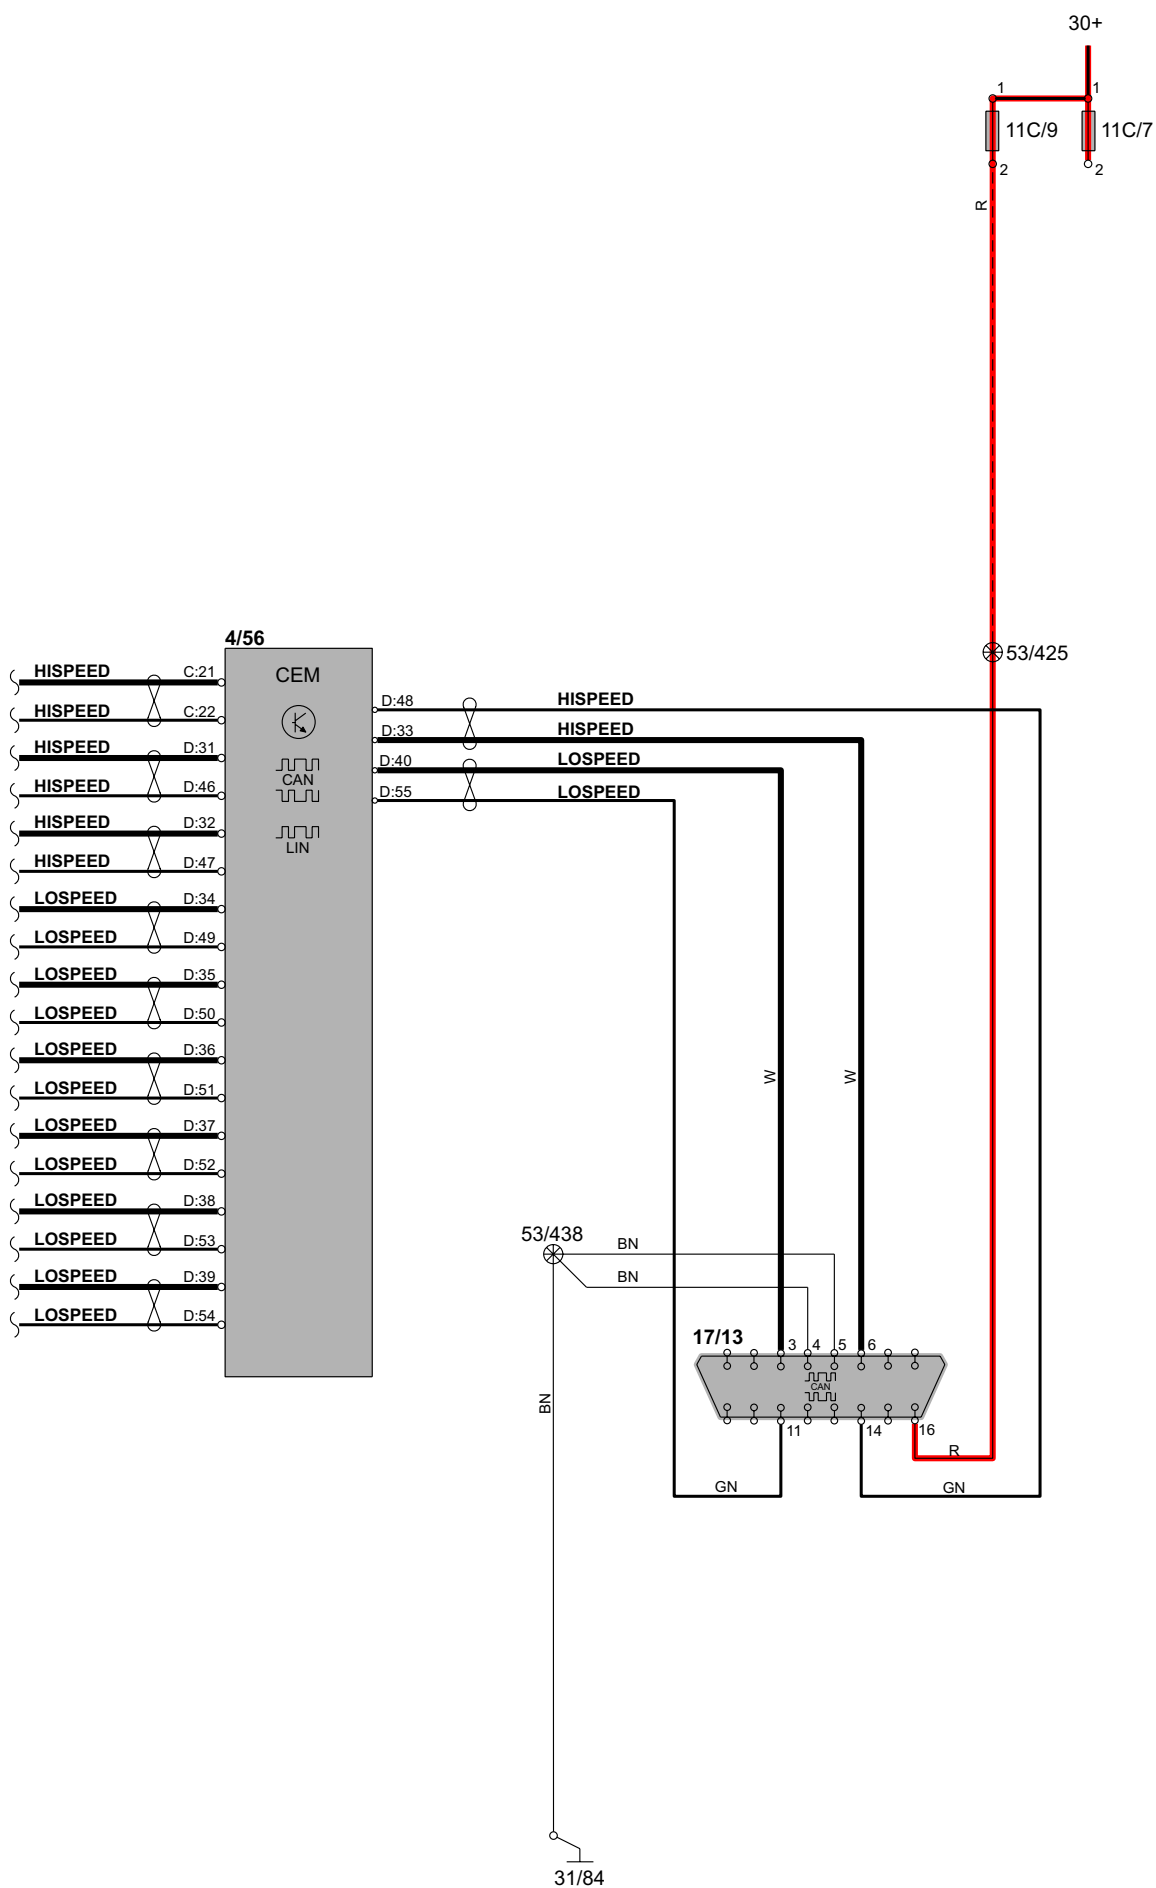 30+
1
1
11C/9
11C/7
2
2
R
4/56
53/425
HISPEED C:21
CEM
D:48 HISPEED
HISPEED C:22
D:33 HISPEED
HISPEED D:31
D:40 LOSPEED
CAN
HISPEED D:46
D:55 LOSPEED
HISPEED D:32
LIN
HISPEED D:47
LOSPEED D:34
LOSPEED D:49
LOSPEED D:35
LOSPEED D:50
LOSPEED D:36
W
W
LOSPEED D:51
LOSPEED D:37
LOSPEED D:52
LOSPEED D:38
53/438
LOSPEED D:53
BN
LOSPEED D:39
BN
LOSPEED D:54
17/13
3 4 5 6
CAN
BN
11 14 16
R
GN
GN
31/84